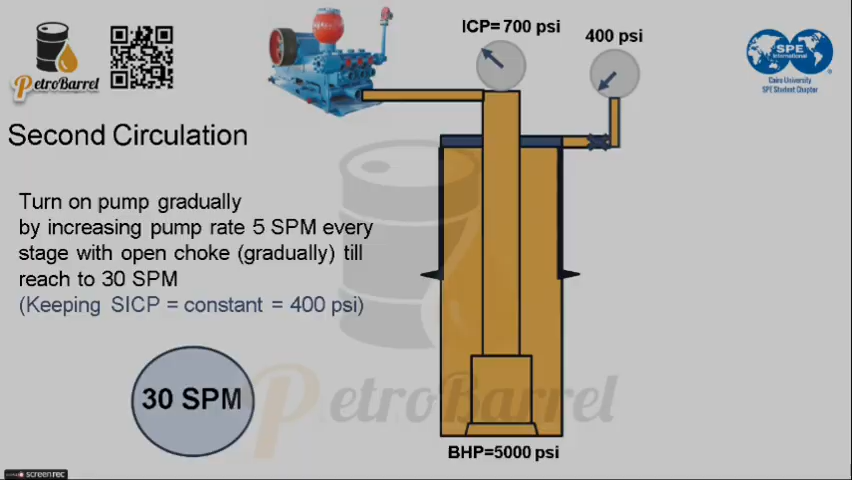 PetroBarrel
SPE
International
Cairo University
SPE Student Chapter
ICP= 700 psi
400 psi
Second Circulation
Turn on pump gradually
by increasing pump rate 5 SPM every
stage with open choke (gradually) till
reach to 30 SPM
(Keeping SICP = constant = 400 psi)
30 SPM
PetroBarrel
BHP=5000 psi
screenrec